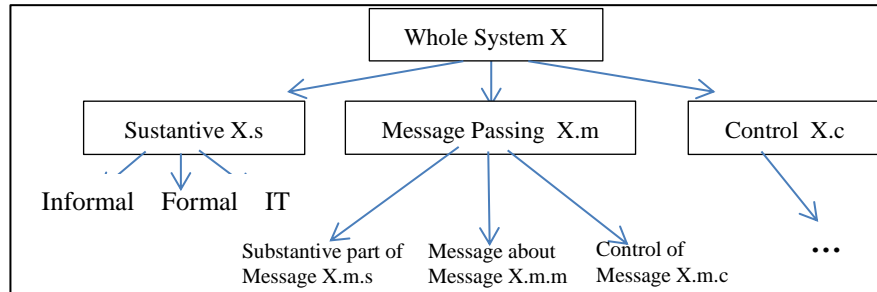 Whole System X
Sustantive X.s
Message Passing X.m
Control X.c
Informal Formal IT
Substantive part of
Message X.m.s
Message about
Message X.m.m
Control of
Message X.m.c
...